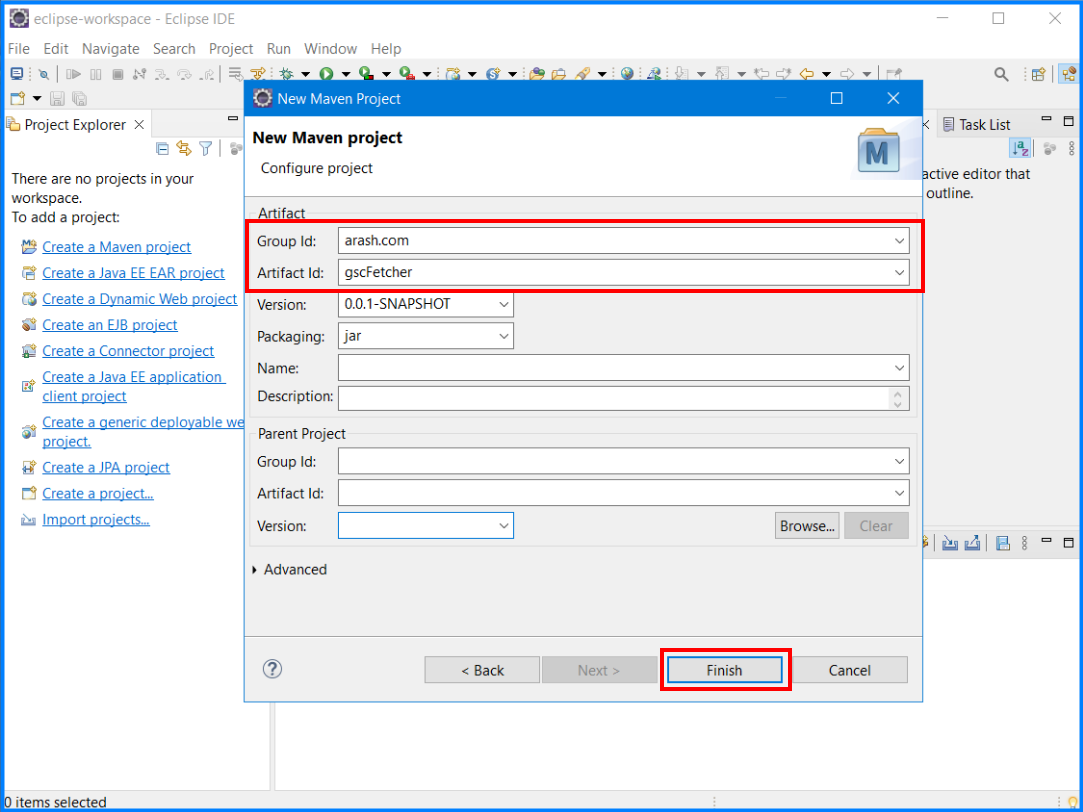 eclipse-workspace - Eclipse IDE
File Edit Navigate Search Project Run Window Help
Project Explorer
There are no projects in your
workspace.
To add a project:
Create a Maven project
Create a Java EE EAR project
Create a Dynamic Web project
Create an EJB project
Create a Connector project
Create a Java EE application
client project
Create a generic deployable we
project.
Create a JPA project
Create a project...
Import projects...
New Maven Project
New Maven project
Configure project
M
Artifact
Group Id: arash.com
Artifact Id: gscFetcher
Version: 0.0.1-SNAPSHOT
Packaging: jar
Name:
Description:
Parent Project
Group Id:
Artifact Id:
Version:
Browse... Clear
Advanced
< Back Next > Finish Cancel
Task List
active editor that
outline.
0 items selected